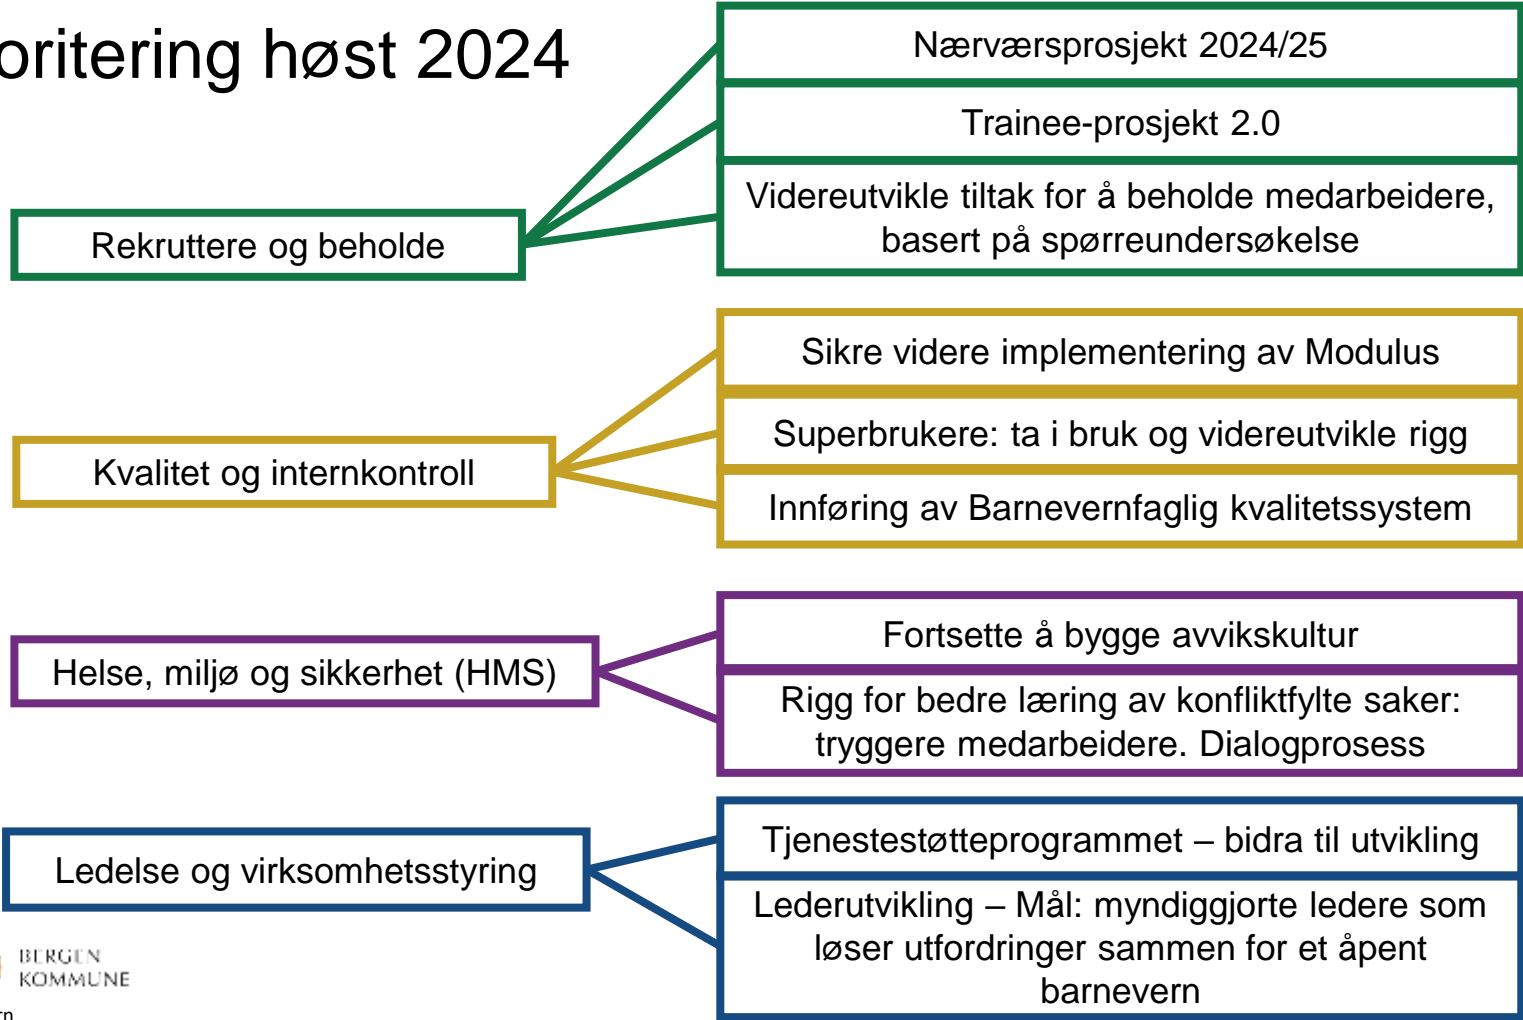 oritering høst 2024
Rekruttere og beholde
Nærværsprosjekt 2024/25
Trainee-prosjekt 2.0
Videreutvikle tiltak for å beholde medarbeidere,
basert på spørreundersøkelse
Kvalitet og internkontroll
Sikre videre implementering av Modulus
Superbrukere: ta i bruk og videreutvikle rigg
Innføring av Barnevernfaglig kvalitetssystem
Helse, miljø og sikkerhet (HMS)
Fortsette å bygge avvikskultur
Rigg for bedre læring av konfliktfylte saker:
tryggere medarbeidere. Dialogprosess
Ledelse og virksomhetsstyring
Tjenestestøtteprogrammet – bidra til utvikling
Lederutvikling – Mål: myndiggjorte ledere som
løser utfordringer sammen for et åpent
barnevern
BERGEN
KOMMUNE
rn